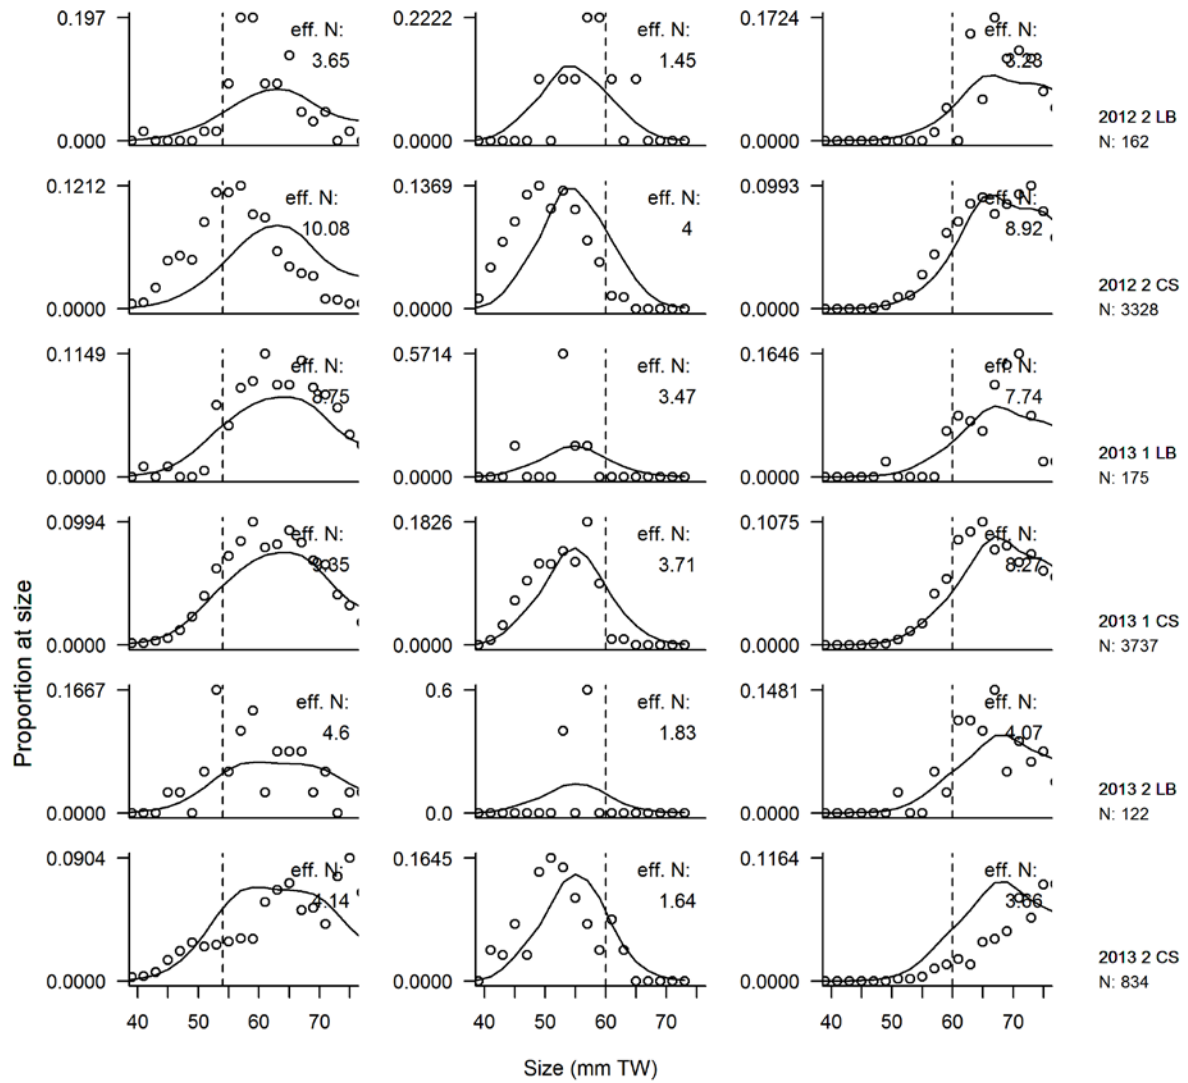 0.197
eff. N:
3.65
0.000
0.2222
eff. N:
1.45
0.0000
0.1724
eff. N:
0.0000
2012 2 LB
N: 162
0.1212
eff. N:
10.08
0.0000
0.1369
eff. N:
4
0.0000
0.0993
eff. N:
8.92
0.0000
2012 2 CS
N: 3328
0.1149
eff. N:
0.0000
0.5714
eff. N:
3.47
0.0000
0.1646
eff. N:
7.74
0.0000
2013 1 LB
N: 175
0.0994
eff. N:
0.0000
0.1826
eff. N:
3.71
0.0000
0.1075
eff. N:
8.27
0.0000
2013 1 CS
N: 3737
0.1667
eff. N:
4.6
0.0000
0.6
eff. N:
1.83
0.0
0.1481
eff. N:
4.07
0.0000
2013 2 LB
N: 122
0.0904
eff. N:
4.14
0.0000
0.1645
eff. N:
1.64
0.0000
0.1164
eff. N:
3.66
0.0000
2013 2 CS
N: 834
40 50 60 70
40 50 60 70
40 50 60 70
Proportion at size
Size (mm TW)